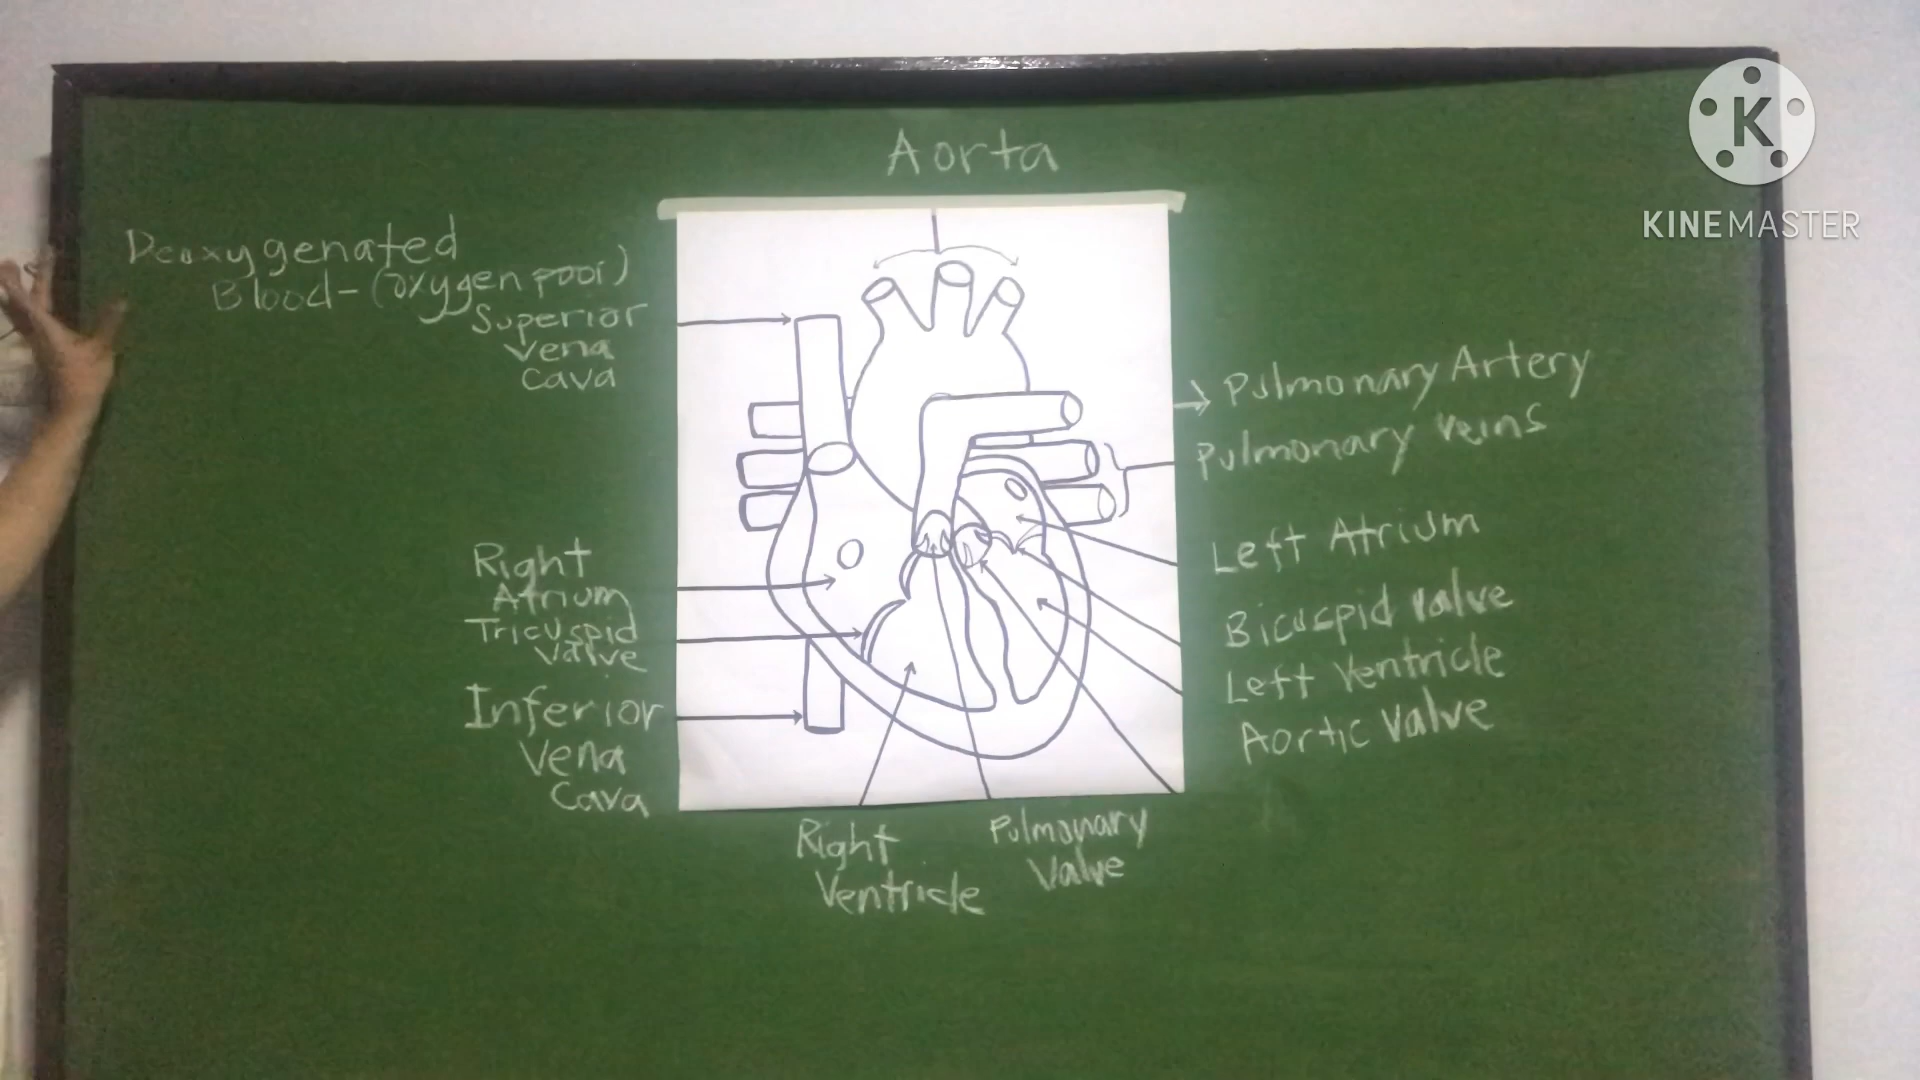 Aorta
Deoxygenated
Blood-(oxygen poor)
Superior
Vena
Cava
Right
Atrium
Tricuspid
Valve
Inferior
Vena
Cava
Right
Ventricle
Pulmonary
Valve
Pulmonary Artery
Pulmonary Veins
Left Atrium
Bicuspid Valve
Left Ventricle
Aortic Valve
K
KINEMASTER